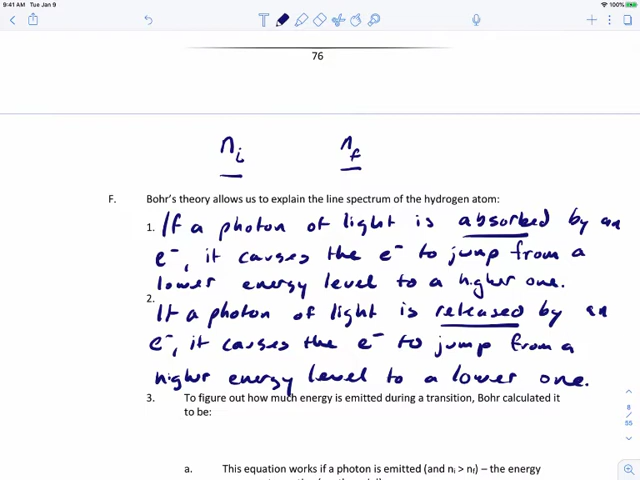 9:41 AM Tue Jan 9
100%
76
ni nf
F. Bohr's theory allows us to explain the line spectrum of the hydrogen atom:
1. If a photon of light is absorbed by an
e⁻, it causes the e⁻ to jump from a
lower energy level to a higher one.
2.
If a photon of light is released by an
e⁻, it causes the e⁻ to jump from a
higher energy level to a lower one.
3. To figure out how much energy is emitted during a transition, Bohr calculated it
to be:
8
/
55
a. This equation works if a photon is emitted (and ni > nf) – the energy